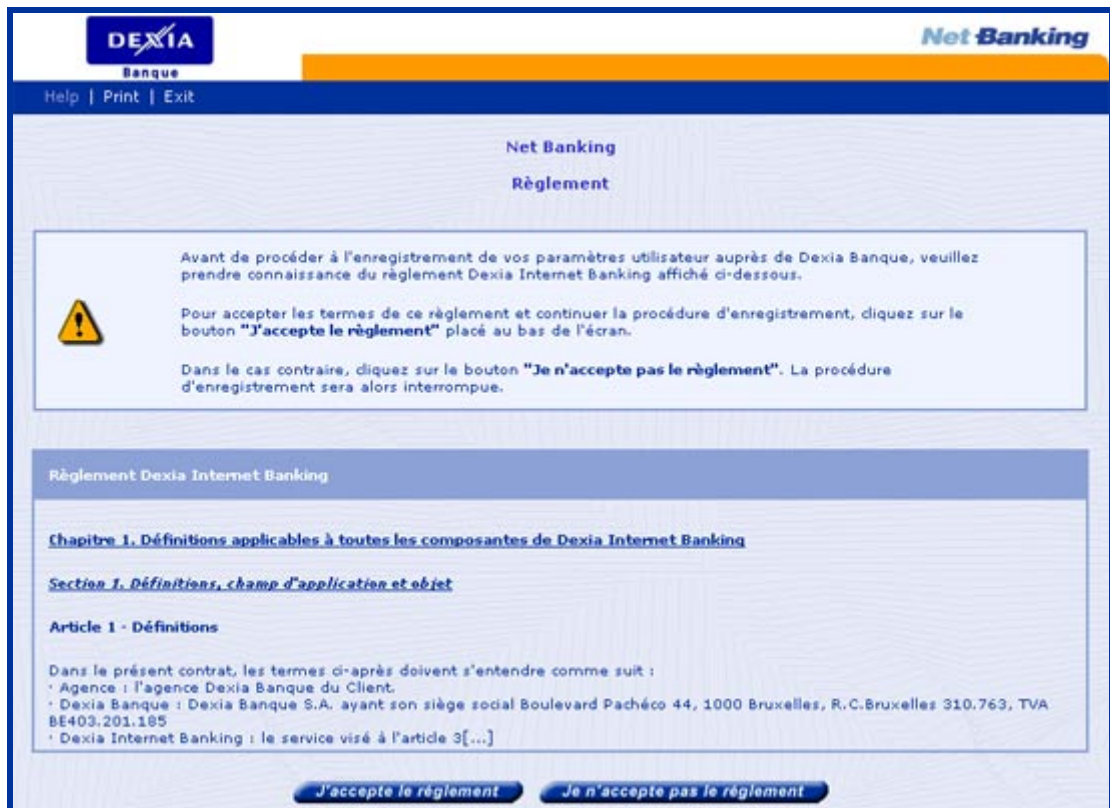 DEXIA
Banque
Net Banking
Help | Print | Exit
Net Banking
Règlement
Avant de procéder à l'enregistrement de vos paramètres utilisateur auprès de Dexia Banque, veuillez
prendre connaissance du règlement Dexia Internet Banking affiché ci-dessous.
Pour accepter les termes de ce règlement et continuer la procédure d'enregistrement, cliquez sur le
bouton "J'accepte le règlement" placé au bas de l'écran.
Dans le cas contraire, cliquez sur le bouton "Je n'accepte pas le règlement". La procédure
d'enregistrement sera alors interrompue.
Règlement Dexia Internet Banking
Chapitre 1. Définitions applicables à toutes les composantes de Dexia Internet Banking
Section 1. Définitions, champ d'application et objet
Article 1 - Définitions
Dans le présent contrat, les termes ci-après doivent s'entendre comme suit :
· Agence : l'agence Dexia Banque du Client.
· Dexia Banque : Dexia Banque S.A. ayant son siège social Boulevard Pachéco 44, 1000 Bruxelles, R.C.Bruxelles 310.763, TVA
BE403.201.185
· Dexia Internet Banking : le service visé à l'article 3[...]
J'accepte le réglement
Je n'accepte pas le réglement